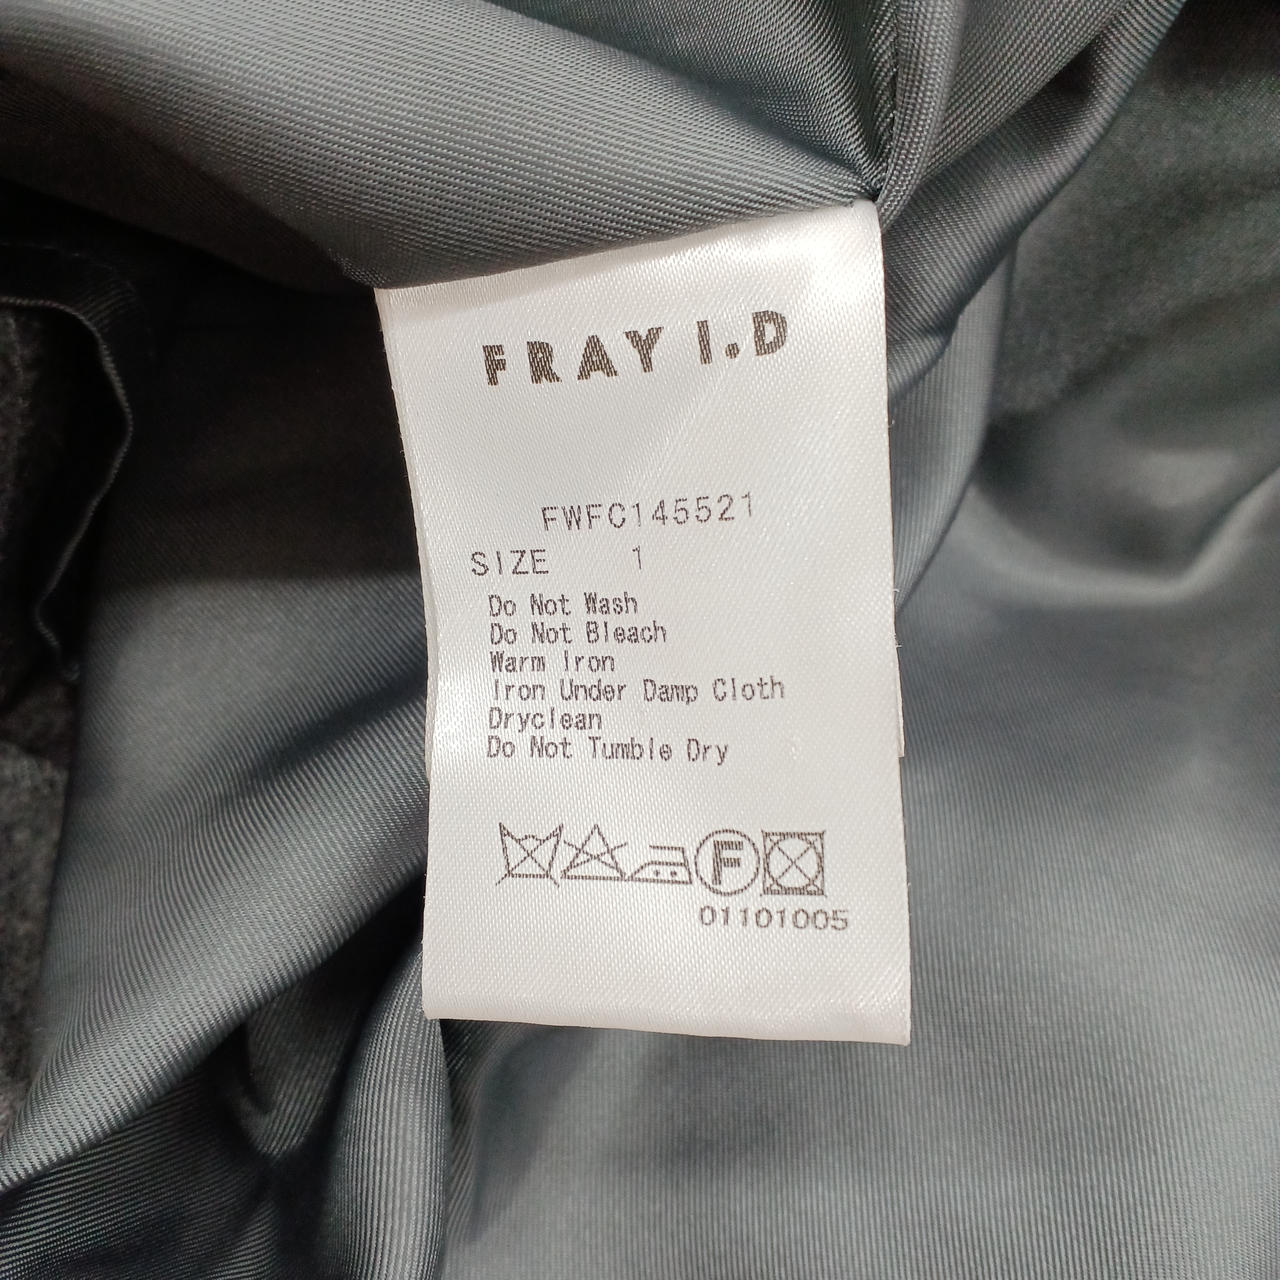 FRAY I.D
FWFC145521
SIZE 1
Do Not Wash
Do Not Bleach
Warm Iron
Iron Under Damp Cloth
Dryclean
Do Not Tumble Dry
F
01101005